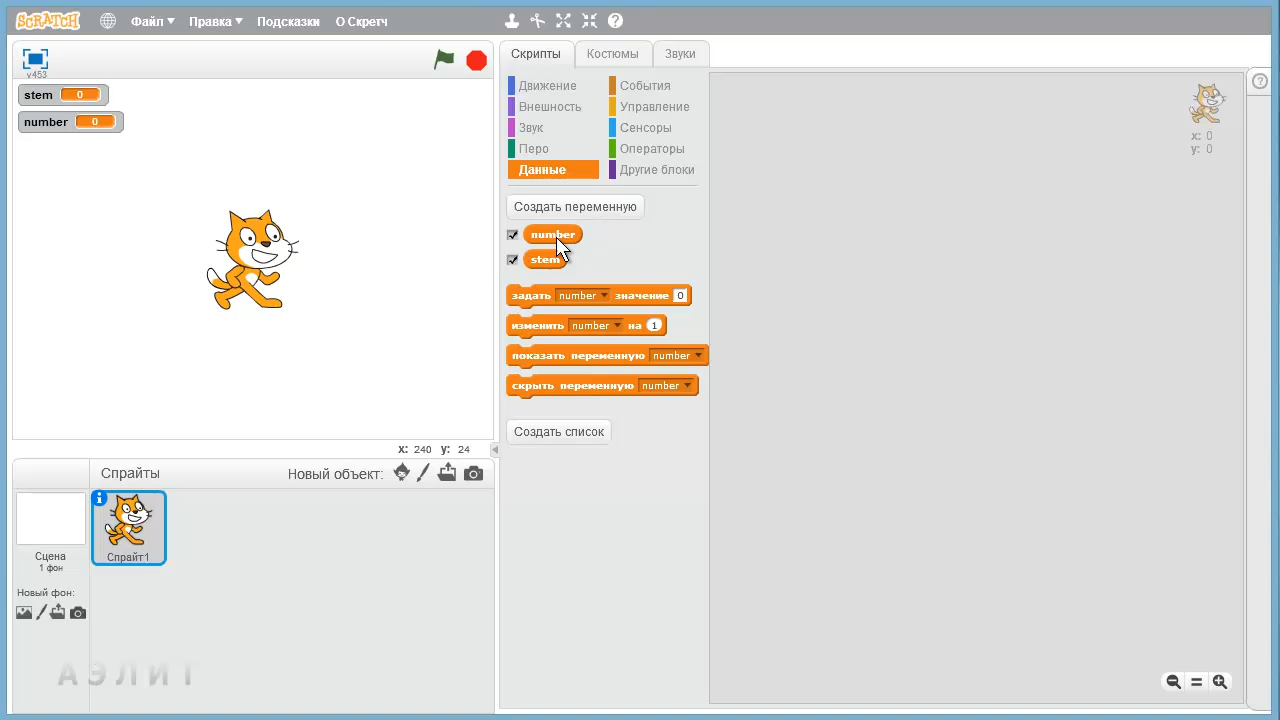 SCRATCH
Файл
Правка
Подсказки
О Скретч
v453
stem 0
number 0
x: 240 y: 24
Спрайты
Новый объект:
Сцена
1 фон
Новый фон:
Спрайт1
АЭЛИТ
Скрипты
Костюмы
Звуки
Движение
События
Внешность
Управление
Звук
Сенсоры
Перо
Операторы
Данные
Другие блоки
Создать переменную
number
stem
задать number значение 0
изменить number на 1
показать переменную number
скрыть переменную number
Создать список
x: 0
y: 0